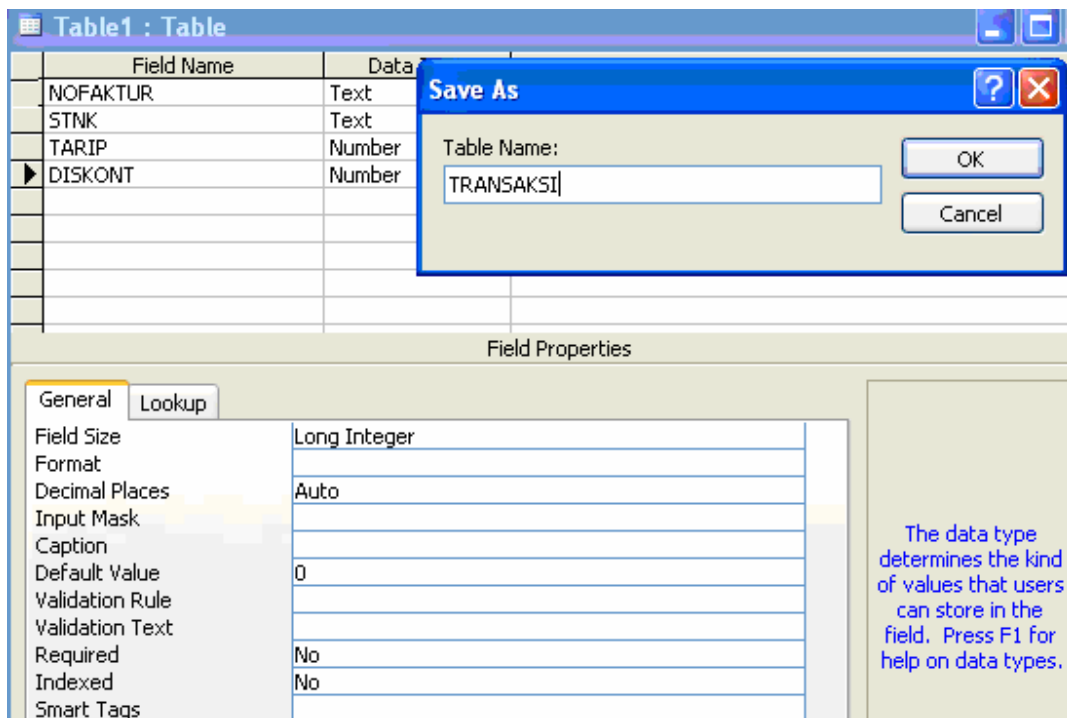 Table1 : Table
Field Name Data
NOFAKTUR Text
STNK Text
TARIP Number
DISKONT Number
Save As
Table Name:
TRANSAKSI
OK
Cancel
Field Properties
General Lookup
Field Size Long Integer
Format
Decimal Places Auto
Input Mask
Caption
Default Value 0
Validation Rule
Validation Text
Required No
Indexed No
Smart Tags
The data type
determines the kind
of values that users
can store in the
field. Press F1 for
help on data types.